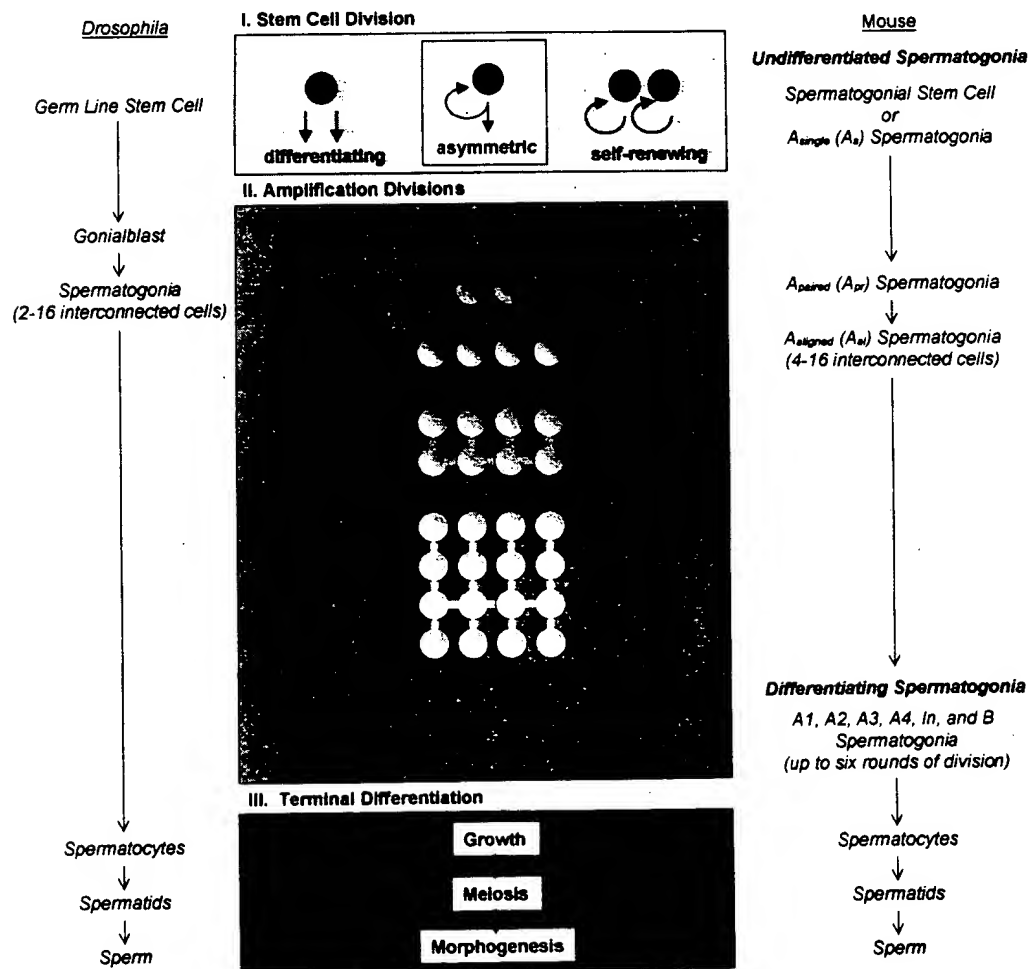 Drosophila
Germ Line Stem Cell
Gonialblast
Spermatogonia
(2-16 interconnected cells)
Spermatocytes
Spermatids
Sperm
I. Stem Cell Division
differentiating
asymmetric
self-renewing
II. Amplification Divisions
III. Terminal Differentiation
Growth
Meiosis
Morphogenesis
Mouse
Undifferentiated Spermatogonia
Spermatogonial Stem Cell
or
Asingle (As) Spermatogonia
Apaired (Apr) Spermatogonia
Aaligned (Aal) Spermatogonia
(4-16 interconnected cells)
Differentiating Spermatogonia
A1, A2, A3, A4, In, and B
Spermatogonia
(up to six rounds of division)
Spermatocytes
Spermatids
Sperm